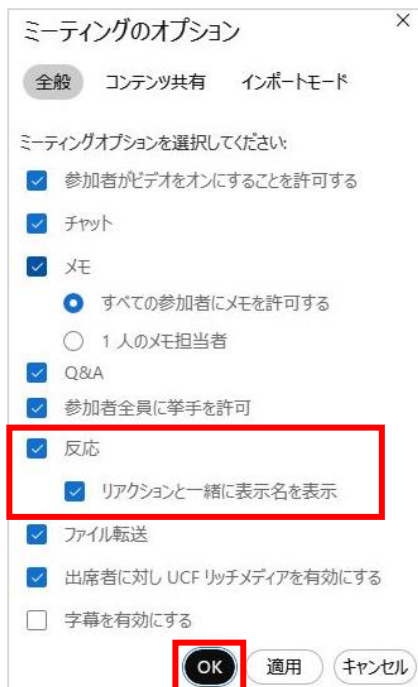 ミーティングのオプション
全般 コンテンツ共有 インポートモード
ミーティングオプションを選択してください:
参加者がビデオをオンにすることを許可する
チャット
メモ
すべての参加者にメモを許可する
1 人のメモ担当者
Q&A
参加者全員に挙手を許可
反応
リアクションと一緒に表示名を表示
ファイル転送
出席者に対し UCF リッチメディアを有効にする
字幕を有効にする
OK 適用 キャンセル